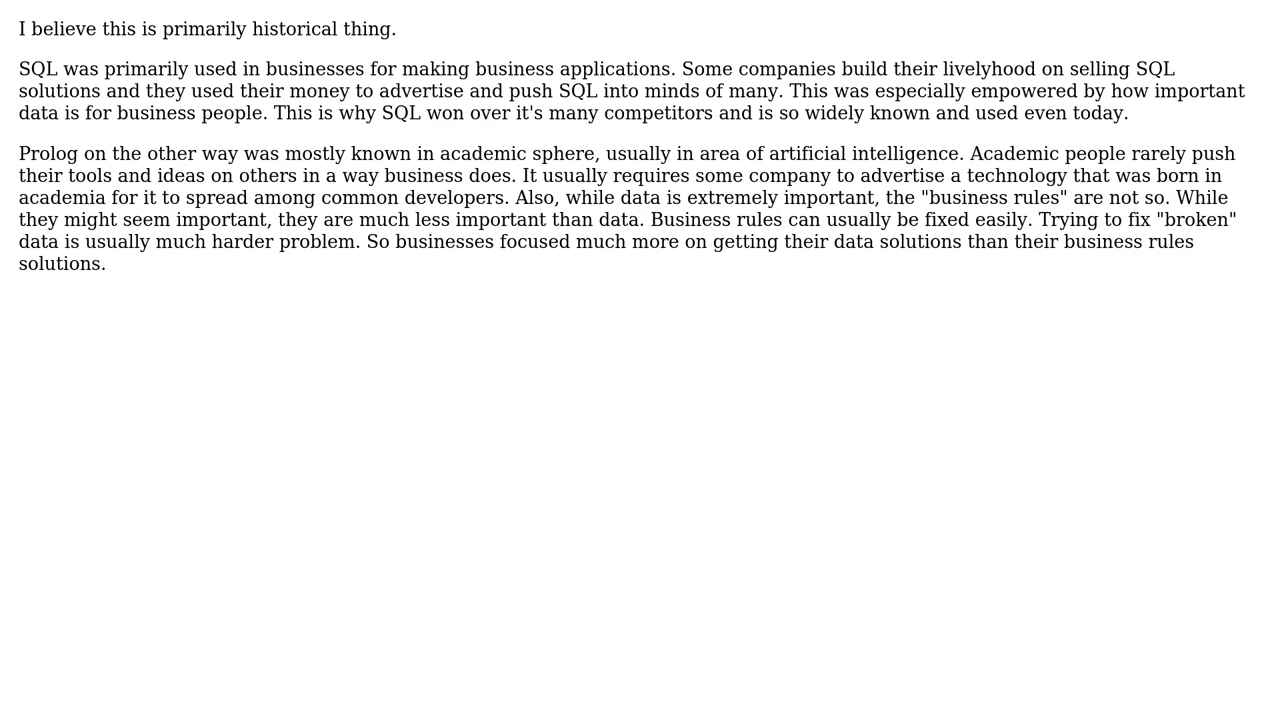 I believe this is primarily historical thing.
SQL was primarily used in businesses for making business applications. Some companies build their livelyhood on selling SQL
solutions and they used their money to advertise and push SQL into minds of many. This was especially empowered by how important
data is for business people. This is why SQL won over it's many competitors and is so widely known and used even today.
Prolog on the other way was mostly known in academic sphere, usually in area of artificial intelligence. Academic people rarely push
their tools and ideas on others in a way business does. It usually requires some company to advertise a technology that was born in
academia for it to spread among common developers. Also, while data is extremely important, the "business rules" are not so. While
they might seem important, they are much less important than data. Business rules can usually be fixed easily. Trying to fix "broken"
data is usually much harder problem. So businesses focused much more on getting their data solutions than their business rules
solutions.